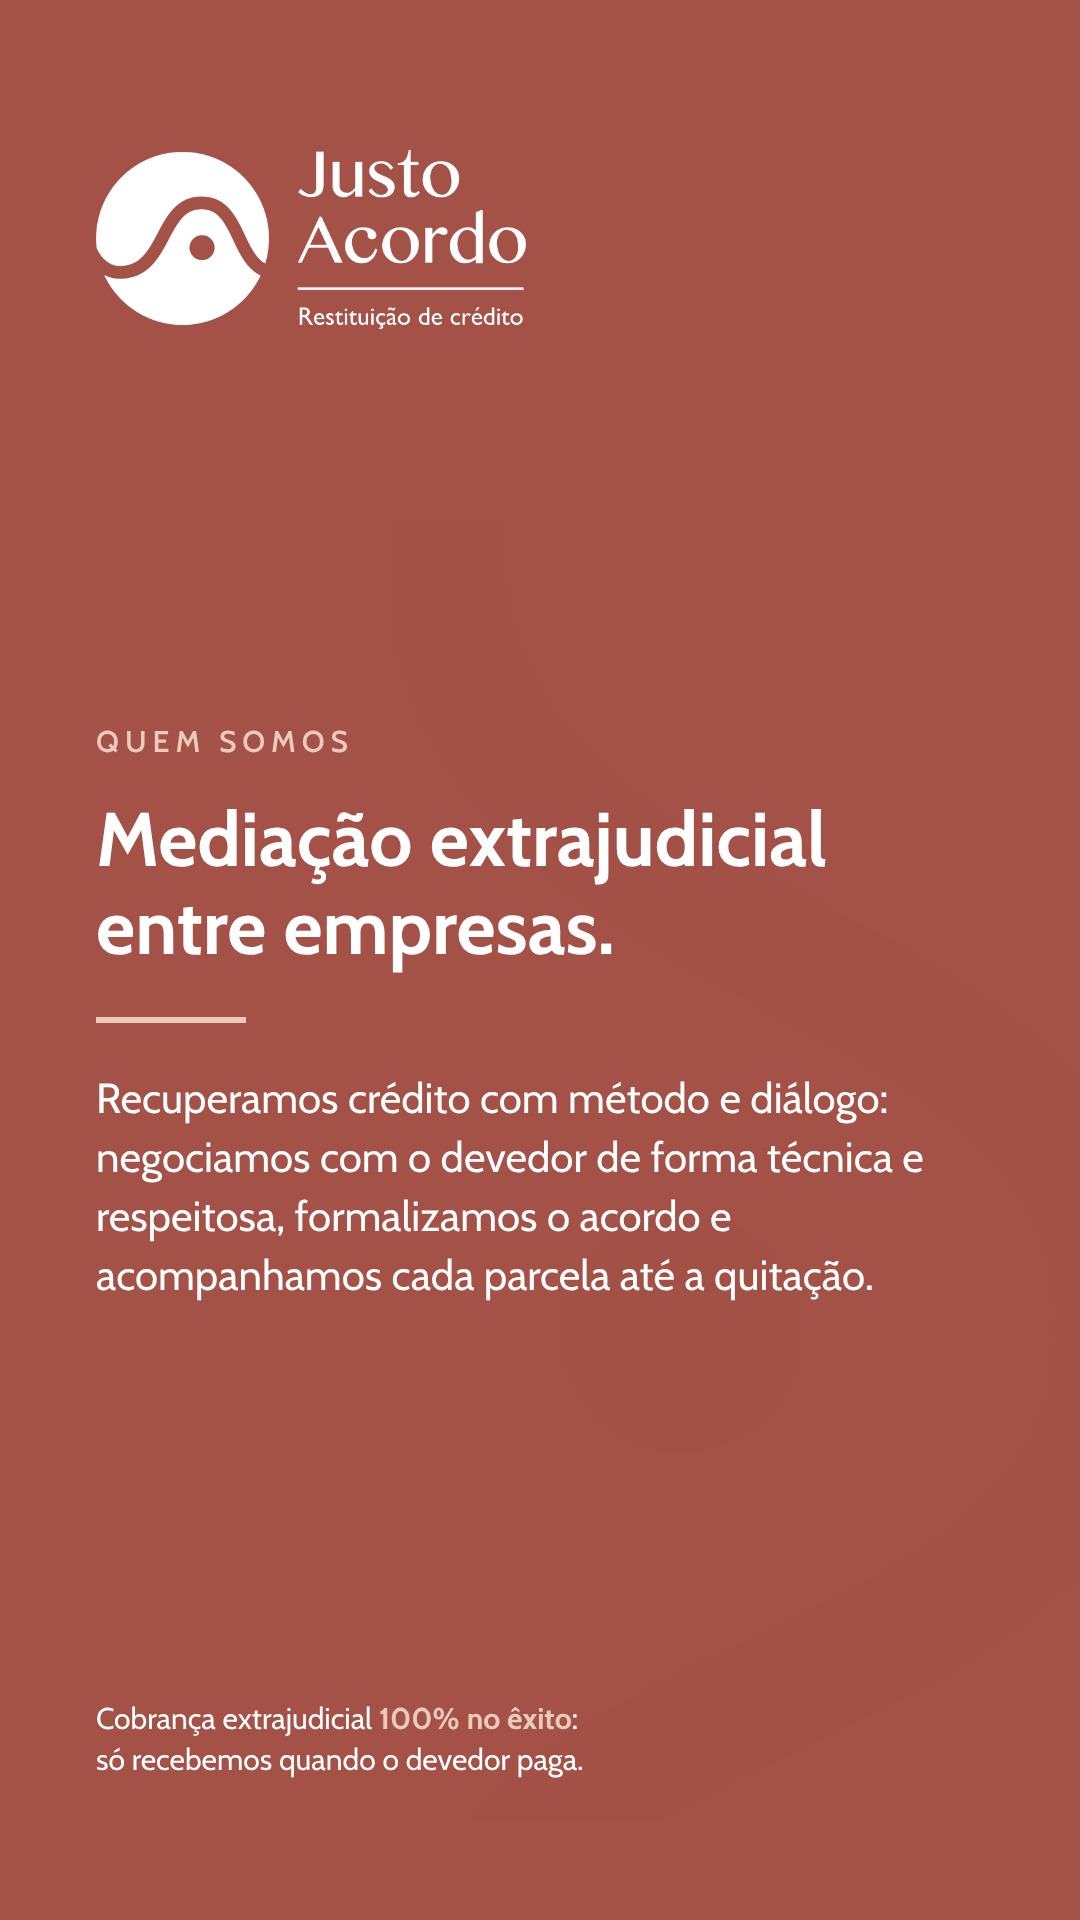 Justo
Acordo
Restituição de crédito
QUEM SOMOS
Mediação extrajudicial
entre empresas.
Recuperamos crédito com método e diálogo:
negociamos com o devedor de forma técnica e
respeitosa, formalizamos o acordo e
acompanhamos cada parcela até a quitação.
Cobrança extrajudicial 100% no êxito:
só recebemos quando o devedor paga.